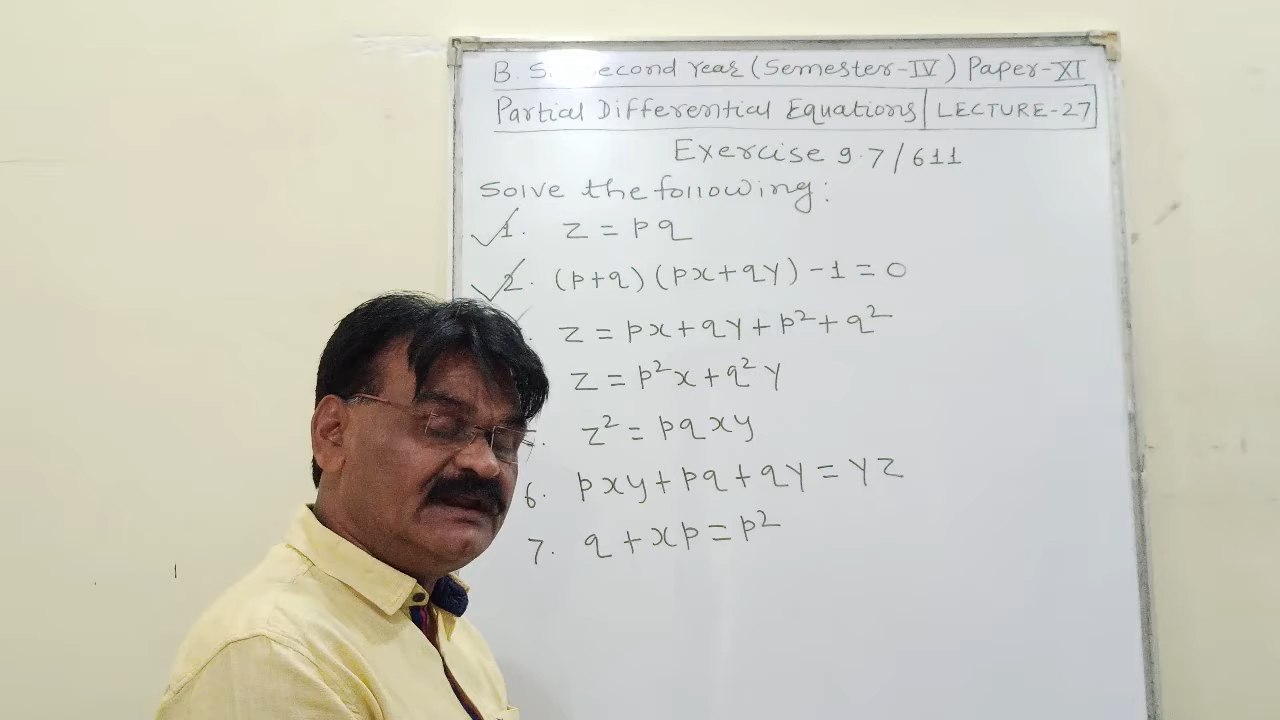 B. S. econd Year (Semester-IV) Paper-XI
Partial Differential Equations | LECTURE-27
Exercise 9.7/611
Solve the following:
✓1. z = pq
✓2. (p+q)(px+qy)-1=0
z = px+qy+p²+q²
z = p²x+q²y
5. z² = pqxy
6. pxy+pq+qy=yz
7. q+xp=p²